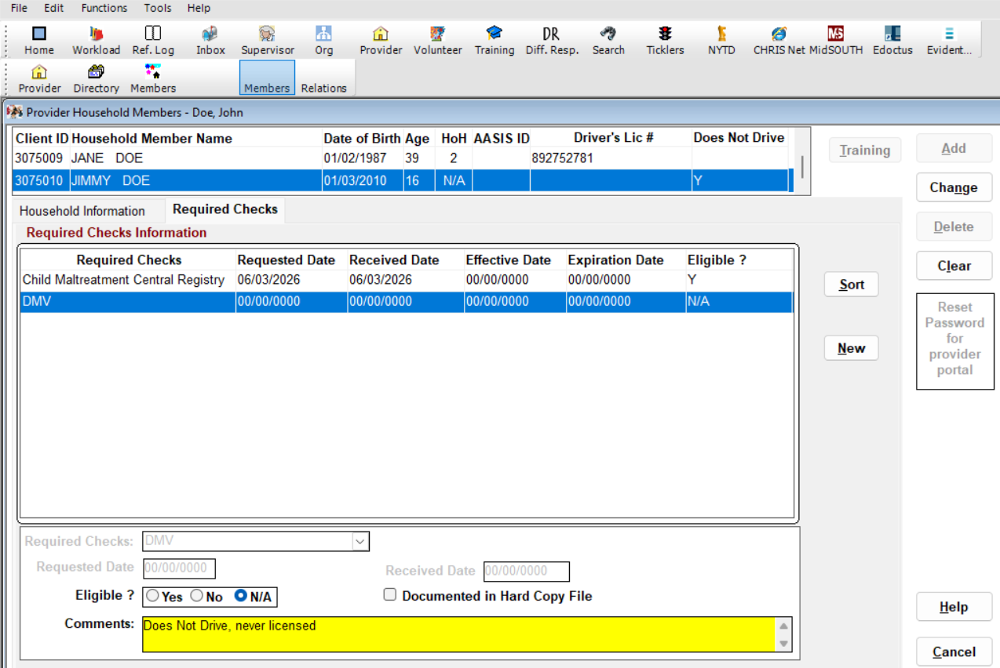 File Edit Functions Tools Help
Home Workload Ref. Log Inbox Supervisor Org Provider Volunteer Training DR Diff. Resp. Search Ticklers NYTD CHRIS Net MS MidSOUTH Edoctus Evident...
Provider Directory Members Members Relations
Provider Household Members - Doe, John
Client ID Household Member Name Date of Birth Age HoH AASIS ID Driver's Lic # Does Not Drive
3075009 JANE DOE 01/02/1987 39 2 892752781
3075010 JIMMY DOE 01/03/2010 16 N/A Y
Training
Add
Change
Delete
Clear
Reset
Password
for
provider
portal
Household Information Required Checks
Required Checks Information
Required Checks Requested Date Received Date Effective Date Expiration Date Eligible ?
Child Maltreatment Central Registry 06/03/2026 06/03/2026 00/00/0000 00/00/0000 Y
DMV 00/00/0000 00/00/0000 00/00/0000 00/00/0000 N/A
Sort
New
Required Checks: DMV
Requested Date 00/00/0000 Received Date 00/00/0000
Eligible ? Yes No N/A Documented in Hard Copy File
Comments: Does Not Drive, never licensed
Help
Cancel